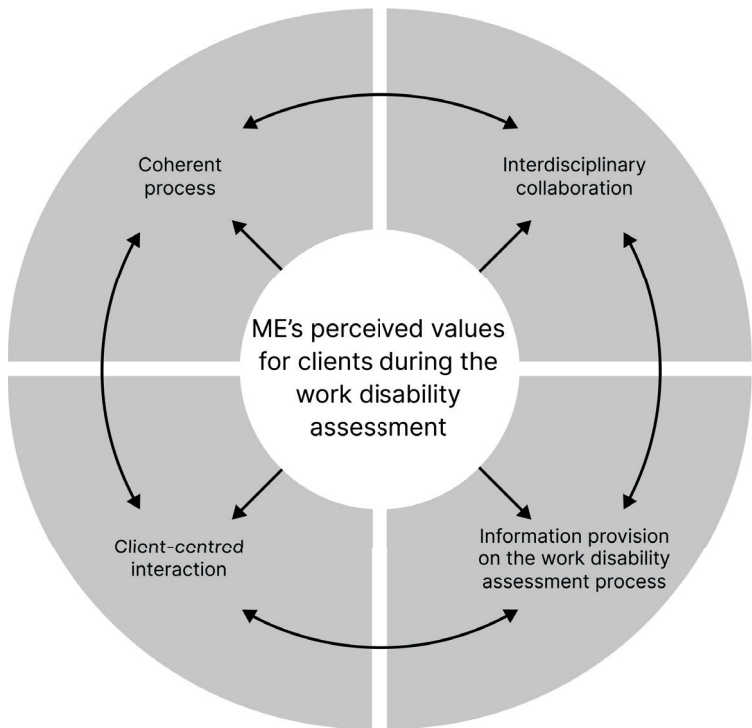 Coherent
process
Interdisciplinary
collaboration
ME's perceived values
for clients during the
work disability
assessment
Client-centred
interaction
Information provision
on the work disability
assessment process